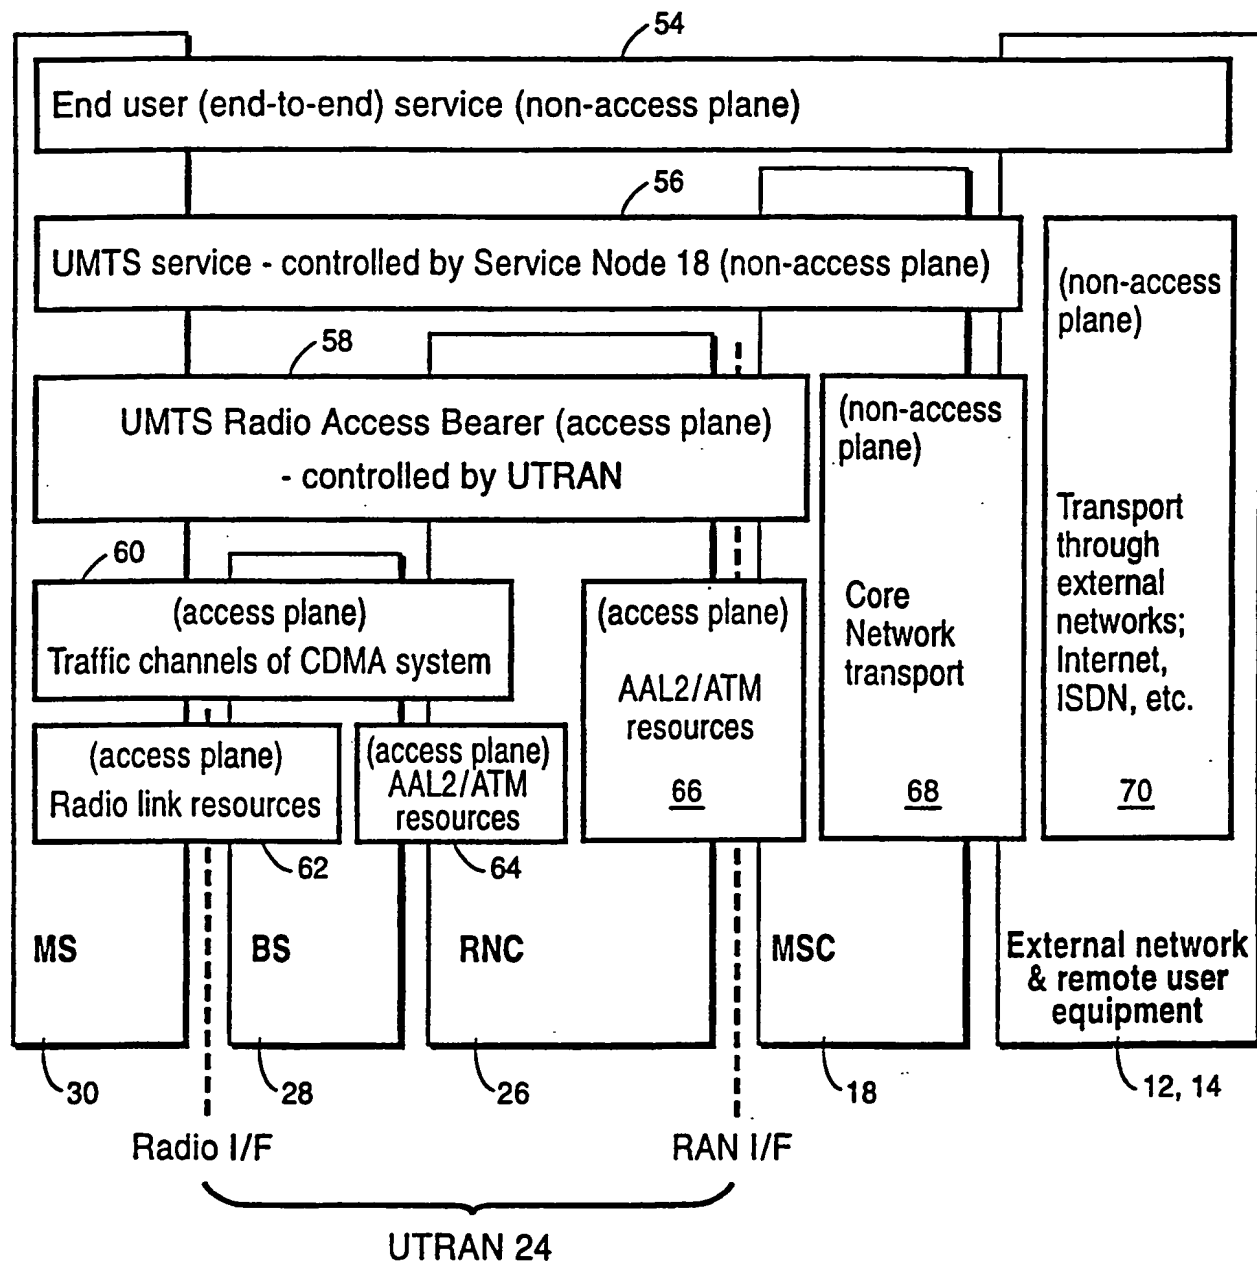 54
End user (end-to-end) service (non-access plane)
56
UMTS service - controlled by Service Node 18 (non-access plane)
(non-access
plane)
Transport
through
external
networks;
Internet,
ISDN, etc.
70
58
UMTS Radio Access Bearer (access plane)
- controlled by UTRAN
(non-access
plane)
Core
Network
transport
68
60
(access plane)
Traffic channels of CDMA system
(access plane)
AAL2/ATM
resources
66
(access plane)
Radio link resources
62
(access plane)
AAL2/ATM
resources
64
MS
BS
RNC
MSC
External network
& remote user
equipment
30
28
26
18
12, 14
Radio I/F
RAN I/F
UTRAN 24